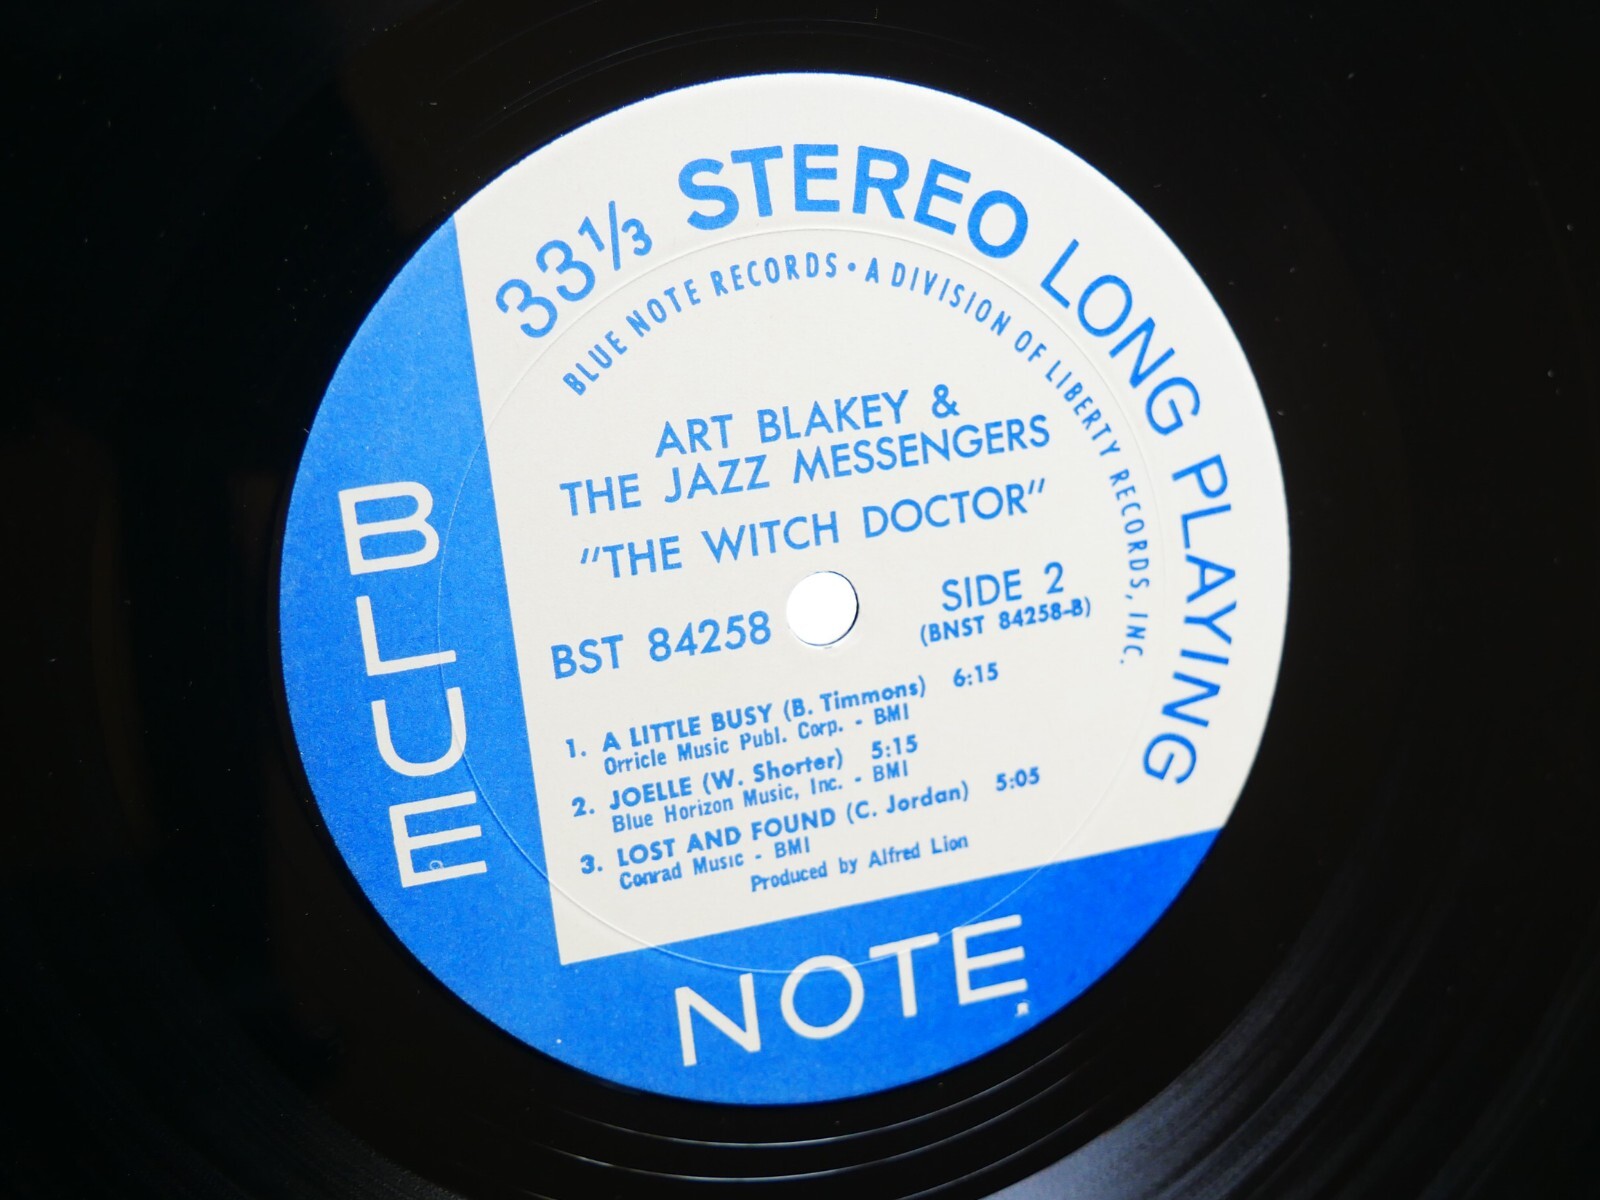 33 1/3 STEREO LONG PLAYING
BLUE NOTE RECORDS • A DIVISION OF LIBERTY RECORDS, INC.
ART BLAKEY &
THE JAZZ MESSENGERS
"THE WITCH DOCTOR"
BST 84258
SIDE 2
(BNST 84258-B)
1. A LITTLE BUSY (B. Timmons) 6:15
Orricle Music Publ. Corp. - BMI
2. JOELLE (W. Shorter) 5:15
Blue Horizon Music, Inc. - BMI
3. LOST AND FOUND (C. Jordan) 5:05
Conrad Music - BMI
Produced by Alfred Lion
BLUE
NOTE